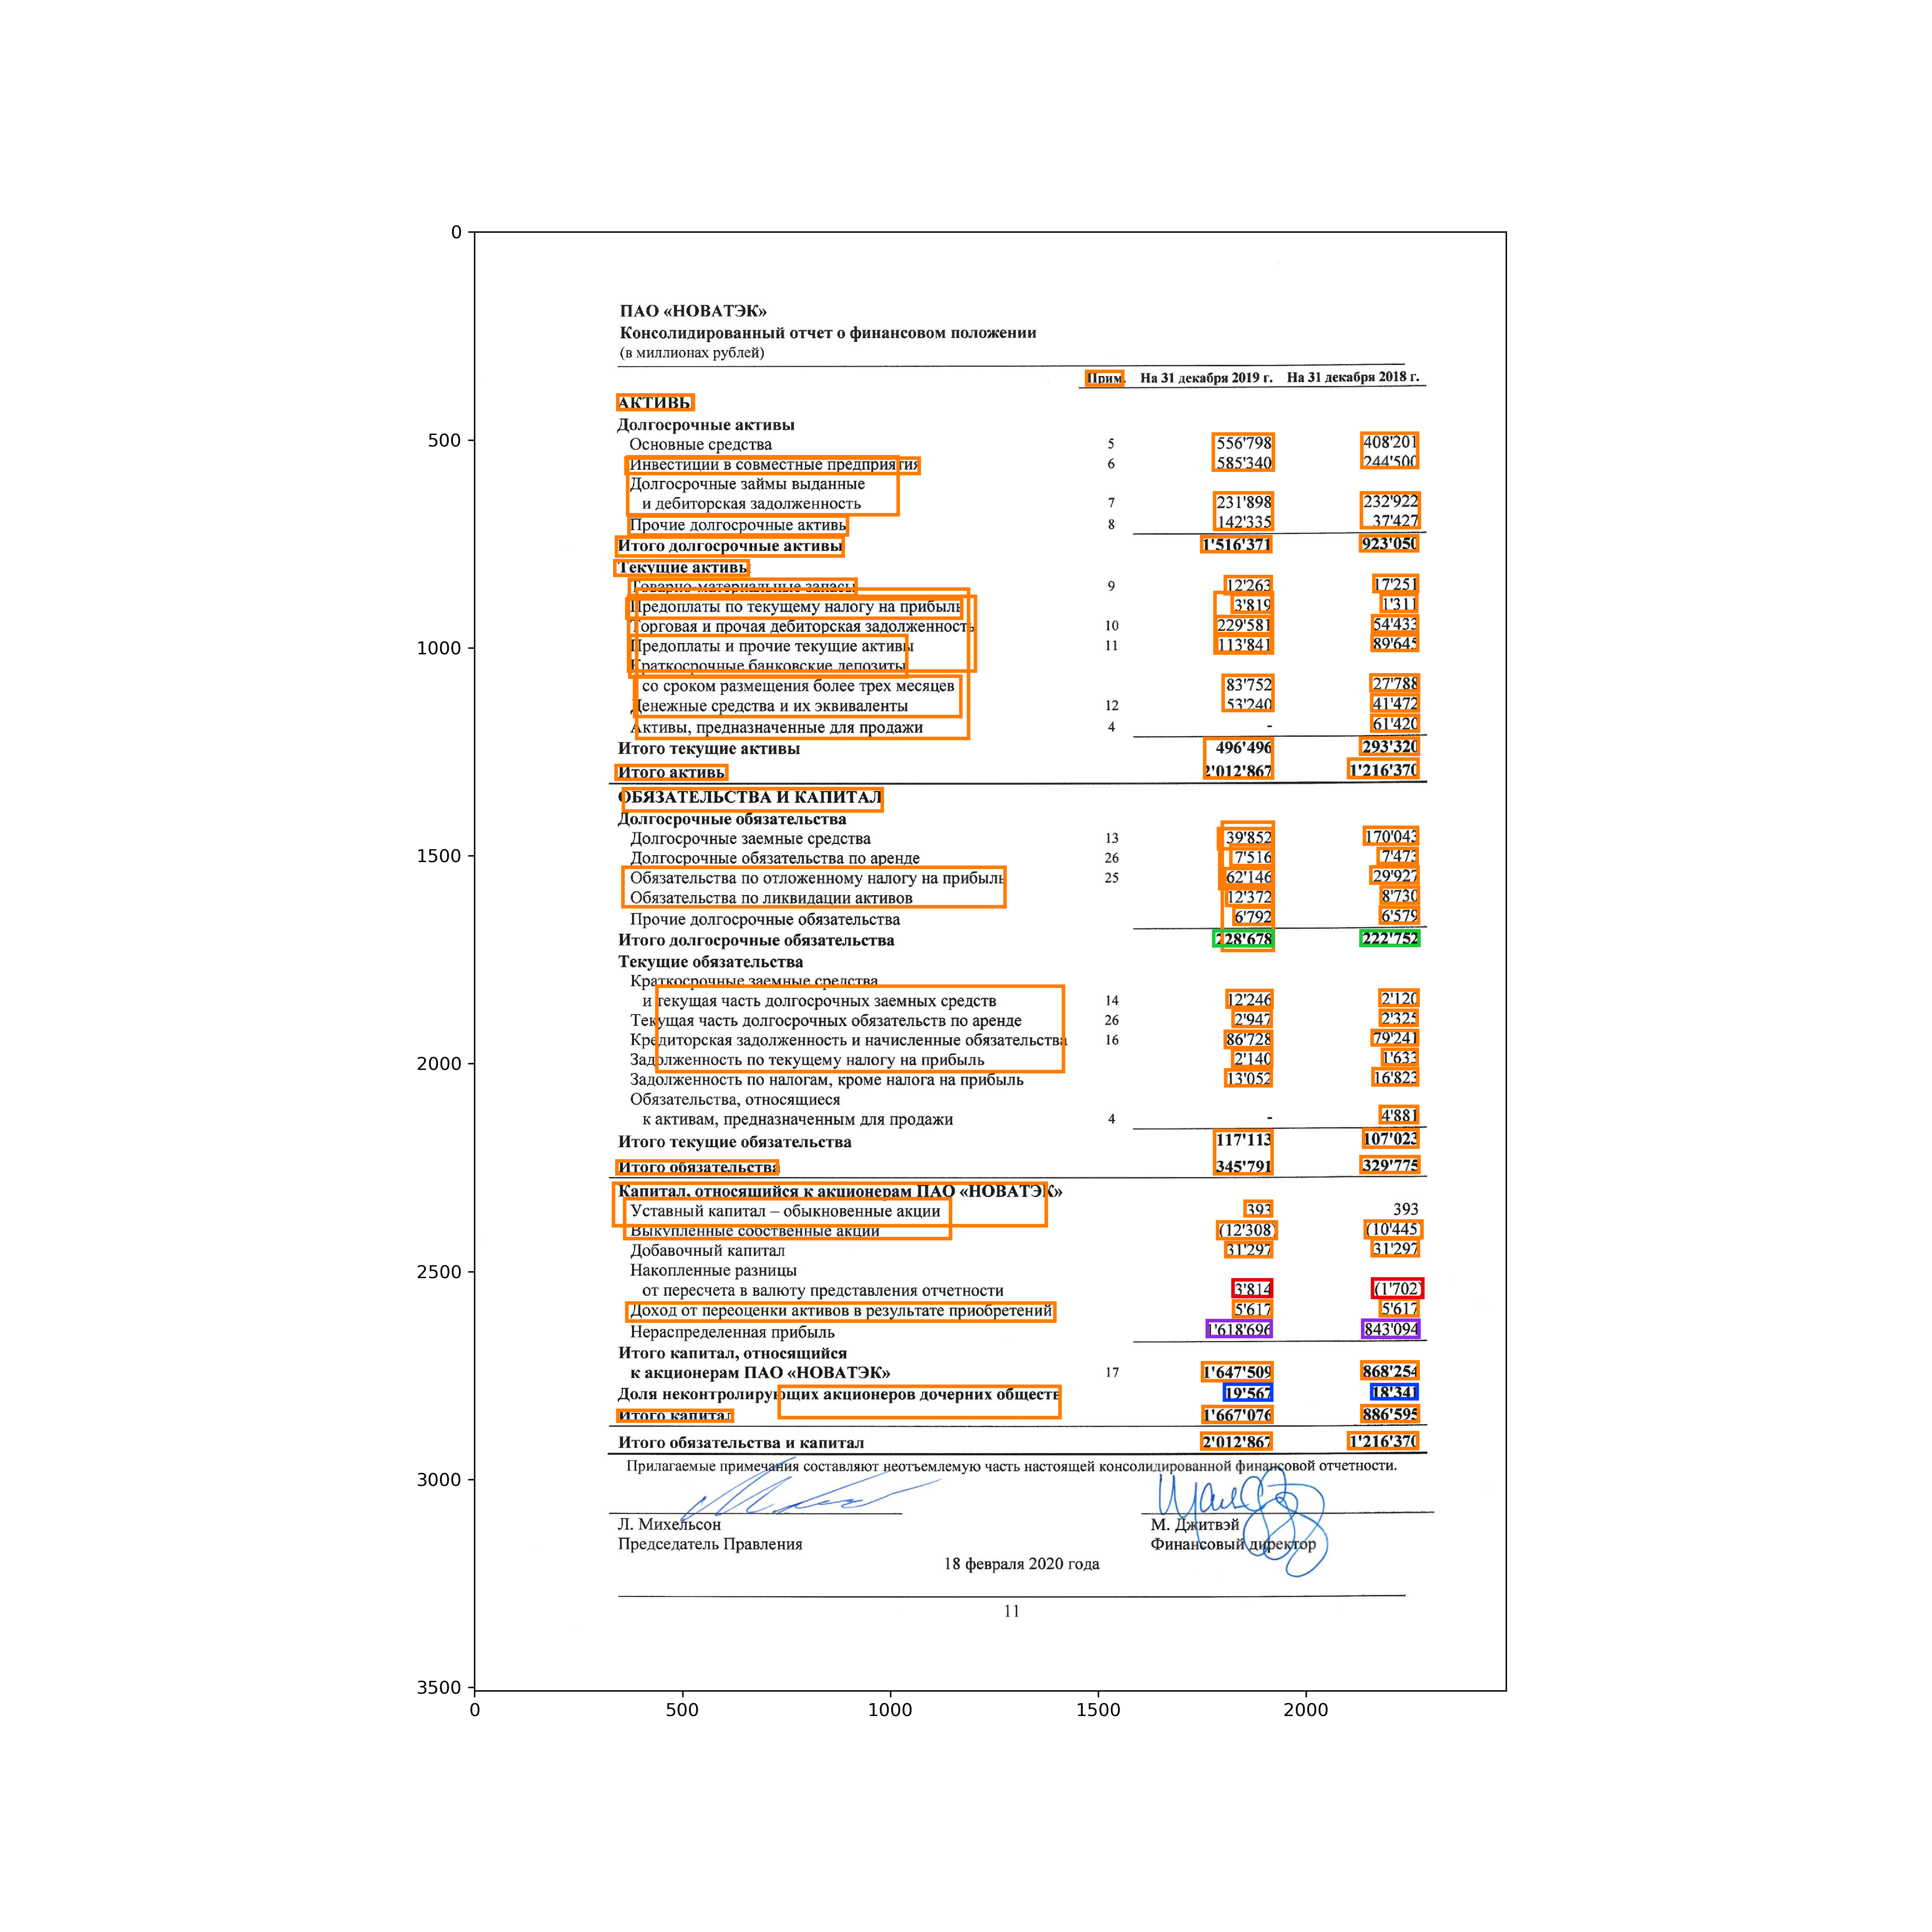 0
500
1000
1500
2000
2500
3000
3500
0 500 1000 1500 2000
ПАО «НОВАТЭК»
Консолидированный отчет о финансовом положении
(в миллионах рублей)
Прим. На 31 декабря 2019 г. На 31 декабря 2018 г.
АКТИВЫ
Долгосрочные активы
Основные средства 5 556'798 408'201
Инвестиции в совместные предприятия 6 585'340 244'500
Долгосрочные займы выданные
и дебиторская задолженность 7 231'898 232'922
Прочие долгосрочные активы 8 142'335 37'427
Итого долгосрочные активы 1'516'371 923'050
Текущие активы
Товарно-материальные запасы 9 12'263 17'251
Предоплаты по текущему налогу на прибыль 3'819 1'311
Торговая и прочая дебиторская задолженность 10 229'581 54'433
Предоплаты и прочие текущие активы 11 113'841 89'645
Краткосрочные банковские депозиты
со сроком размещения более трех месяцев 83'752 27'788
Денежные средства и их эквиваленты 12 53'240 41'472
Активы, предназначенные для продажи 4 - 61'420
Итого текущие активы 496'496 293'320
Итого активы 2'012'867 1'216'370
ОБЯЗАТЕЛЬСТВА И КАПИТАЛ
Долгосрочные обязательства
Долгосрочные заемные средства 13 139'852 170'043
Долгосрочные обязательства по аренде 26 7'516 7'473
Обязательства по отложенному налогу на прибыль 25 62'146 29'927
Обязательства по ликвидации активов 12'372 8'730
Прочие долгосрочные обязательства 6'792 6'579
Итого долгосрочные обязательства 228'678 222'752
Текущие обязательства
Краткосрочные заемные средства
и текущая часть долгосрочных заемных средств 14 12'246 2'120
Текущая часть долгосрочных обязательств по аренде 26 2'947 2'325
Кредиторская задолженность и начисленные обязательства 16 86'728 79'241
Задолженность по текущему налогу на прибыль 2'140 1'633
Задолженность по налогам, кроме налога на прибыль 13'052 16'823
Обязательства, относящиеся
к активам, предназначенным для продажи 4 - 4'881
Итого текущие обязательства 117'113 107'023
Итого обязательства 345'791 329'775
Капитал, относящийся к акционерам ПАО «НОВАТЭК»
Уставный капитал – обыкновенные акции 393 393
Выкупленные собственные акции (12'308) (10'445)
Добавочный капитал 31'297 31'297
Накопленные разницы
от пересчета в валюту представления отчетности 3'814 (1'702)
Доход от переоценки активов в результате приобретений 5'617 5'617
Нераспределенная прибыль 1'618'696 843'094
Итого капитал, относящийся
к акционерам ПАО «НОВАТЭК» 17 1'647'509 868'254
Доля неконтролирующих акционеров дочерних обществ 19'567 18'341
Итого капитал 1'667'076 886'595
Итого обязательства и капитал 2'012'867 1'216'370
Прилагаемые примечания составляют неотъемлемую часть настоящей консолидированной финансовой отчетности.
Л. Михельсон М. Джитвэй
Председатель Правления Финансовый директор
18 февраля 2020 года
11